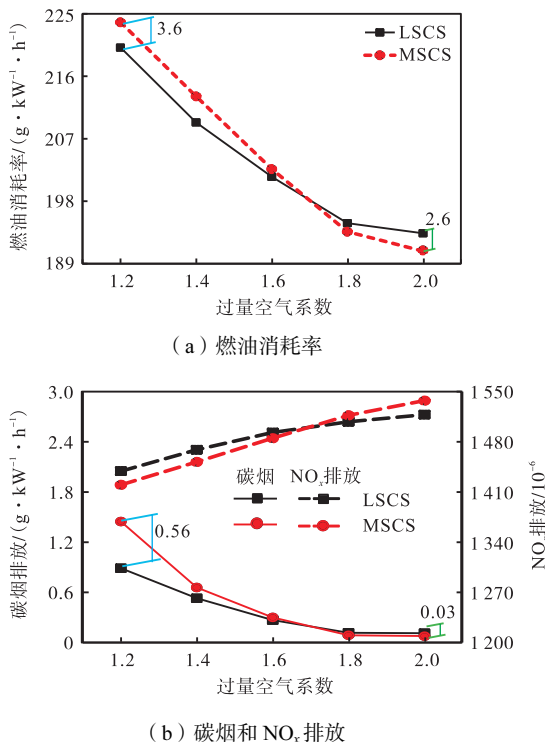 225
216
207
198
189
燃油消耗率/(g·kW⁻¹·h⁻¹)
3.6
LSCS
MSCS
2.6
1.2 1.4 1.6 1.8 2.0
过量空气系数
(a)燃油消耗率
3.0
2.4
1.8
1.2
0.6
0
碳烟排放/(g·kW⁻¹·h⁻¹)
1 550
1 480
1 410
1 340
1 270
1 200
NOₓ排放/10⁻⁶
碳烟 NOₓ排放
LSCS
MSCS
0.56
0.03
1.2 1.4 1.6 1.8 2.0
过量空气系数
(b)碳烟和 NOₓ 排放